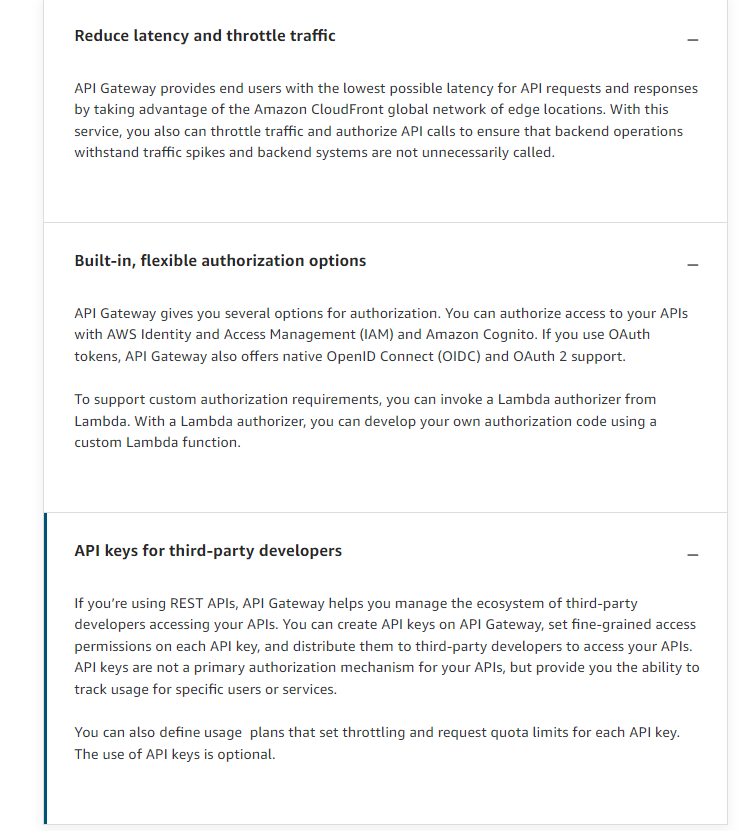 Reduce latency and throttle traffic
API Gateway provides end users with the lowest possible latency for API requests and responses
by taking advantage of the Amazon CloudFront global network of edge locations. With this
service, you also can throttle traffic and authorize API calls to ensure that backend operations
withstand traffic spikes and backend systems are not unnecessarily called.
Built-in, flexible authorization options
API Gateway gives you several options for authorization. You can authorize access to your APIs
with AWS Identity and Access Management (IAM) and Amazon Cognito. If you use OAuth
tokens, API Gateway also offers native OpenID Connect (OIDC) and OAuth 2 support.
To support custom authorization requirements, you can invoke a Lambda authorizer from
Lambda. With a Lambda authorizer, you can develop your own authorization code using a
custom Lambda function.
API keys for third-party developers
If you’re using REST APIs, API Gateway helps you manage the ecosystem of third-party
developers accessing your APIs. You can create API keys on API Gateway, set fine-grained access
permissions on each API key, and distribute them to third-party developers to access your APIs.
API keys are not a primary authorization mechanism for your APIs, but provide you the ability to
track usage for specific users or services.
You can also define usage  plans that set throttling and request quota limits for each API key.
The use of API keys is optional.